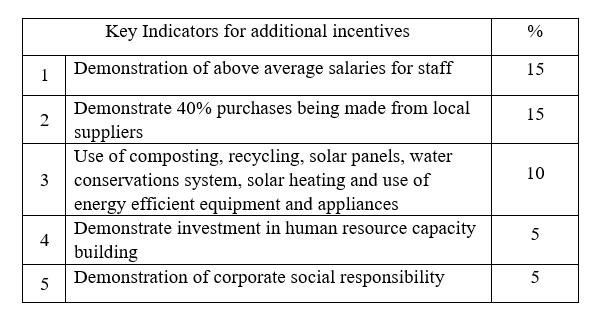 Key Indicators for additional incentives %
1 Demonstration of above average salaries for staff 15
2 Demonstrate 40% purchases being made from local
suppliers 15
3 Use of composting, recycling, solar panels, water
conservations system, solar heating and use of
energy efficient equipment and appliances 10
4 Demonstrate investment in human resource capacity
building 5
5 Demonstration of corporate social responsibility 5